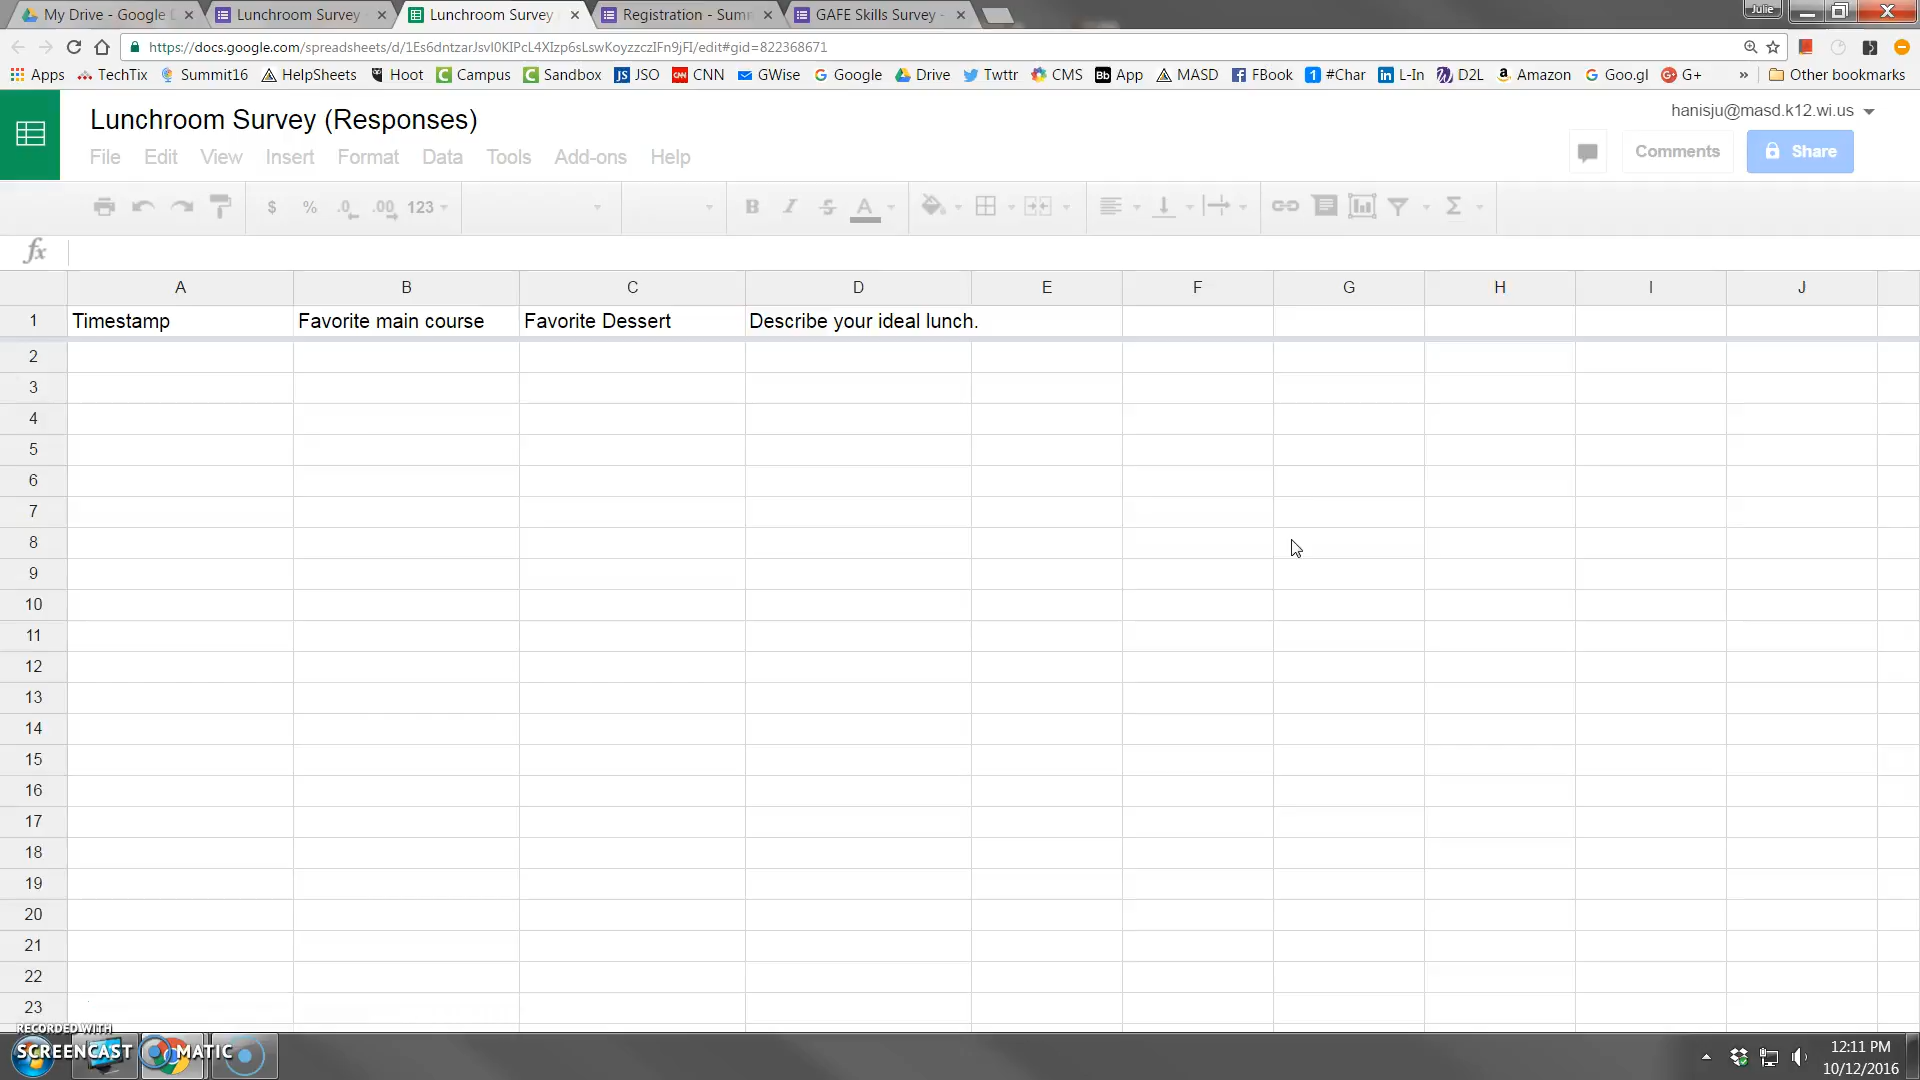 My Drive - Google D
Lunchroom Survey -
Lunchroom Survey
Registration - Summ
GAFE Skills Survey -
Julie
https://docs.google.com/spreadsheets/d/1Es6dntzarJsvl0KIPcL4XIzp6sLswKoyzzczIFn9jFI/edit#gid=822368671
Apps TechTix Summit16 HelpSheets Hoot Campus Sandbox JSO CNN GWise Google Drive Twttr CMS App MASD FBook #Char L-In D2L Amazon Goo.gl G+ » Other bookmarks
Lunchroom Survey (Responses)
hanisju@masd.k12.wi.us
File Edit View Insert Format Data Tools Add-ons Help
Comments
Share
$ % .0 .00 123
B I S A Σ
fx
A B C D E F G H I J
1 Timestamp Favorite main course Favorite Dessert Describe your ideal lunch.
2
3
4
5
6
7
8
9
10
11
12
13
14
15
16
17
18
19
20
21
22
23
RECORDED WITH
SCREENCAST MATIC
12:11 PM
10/12/2016